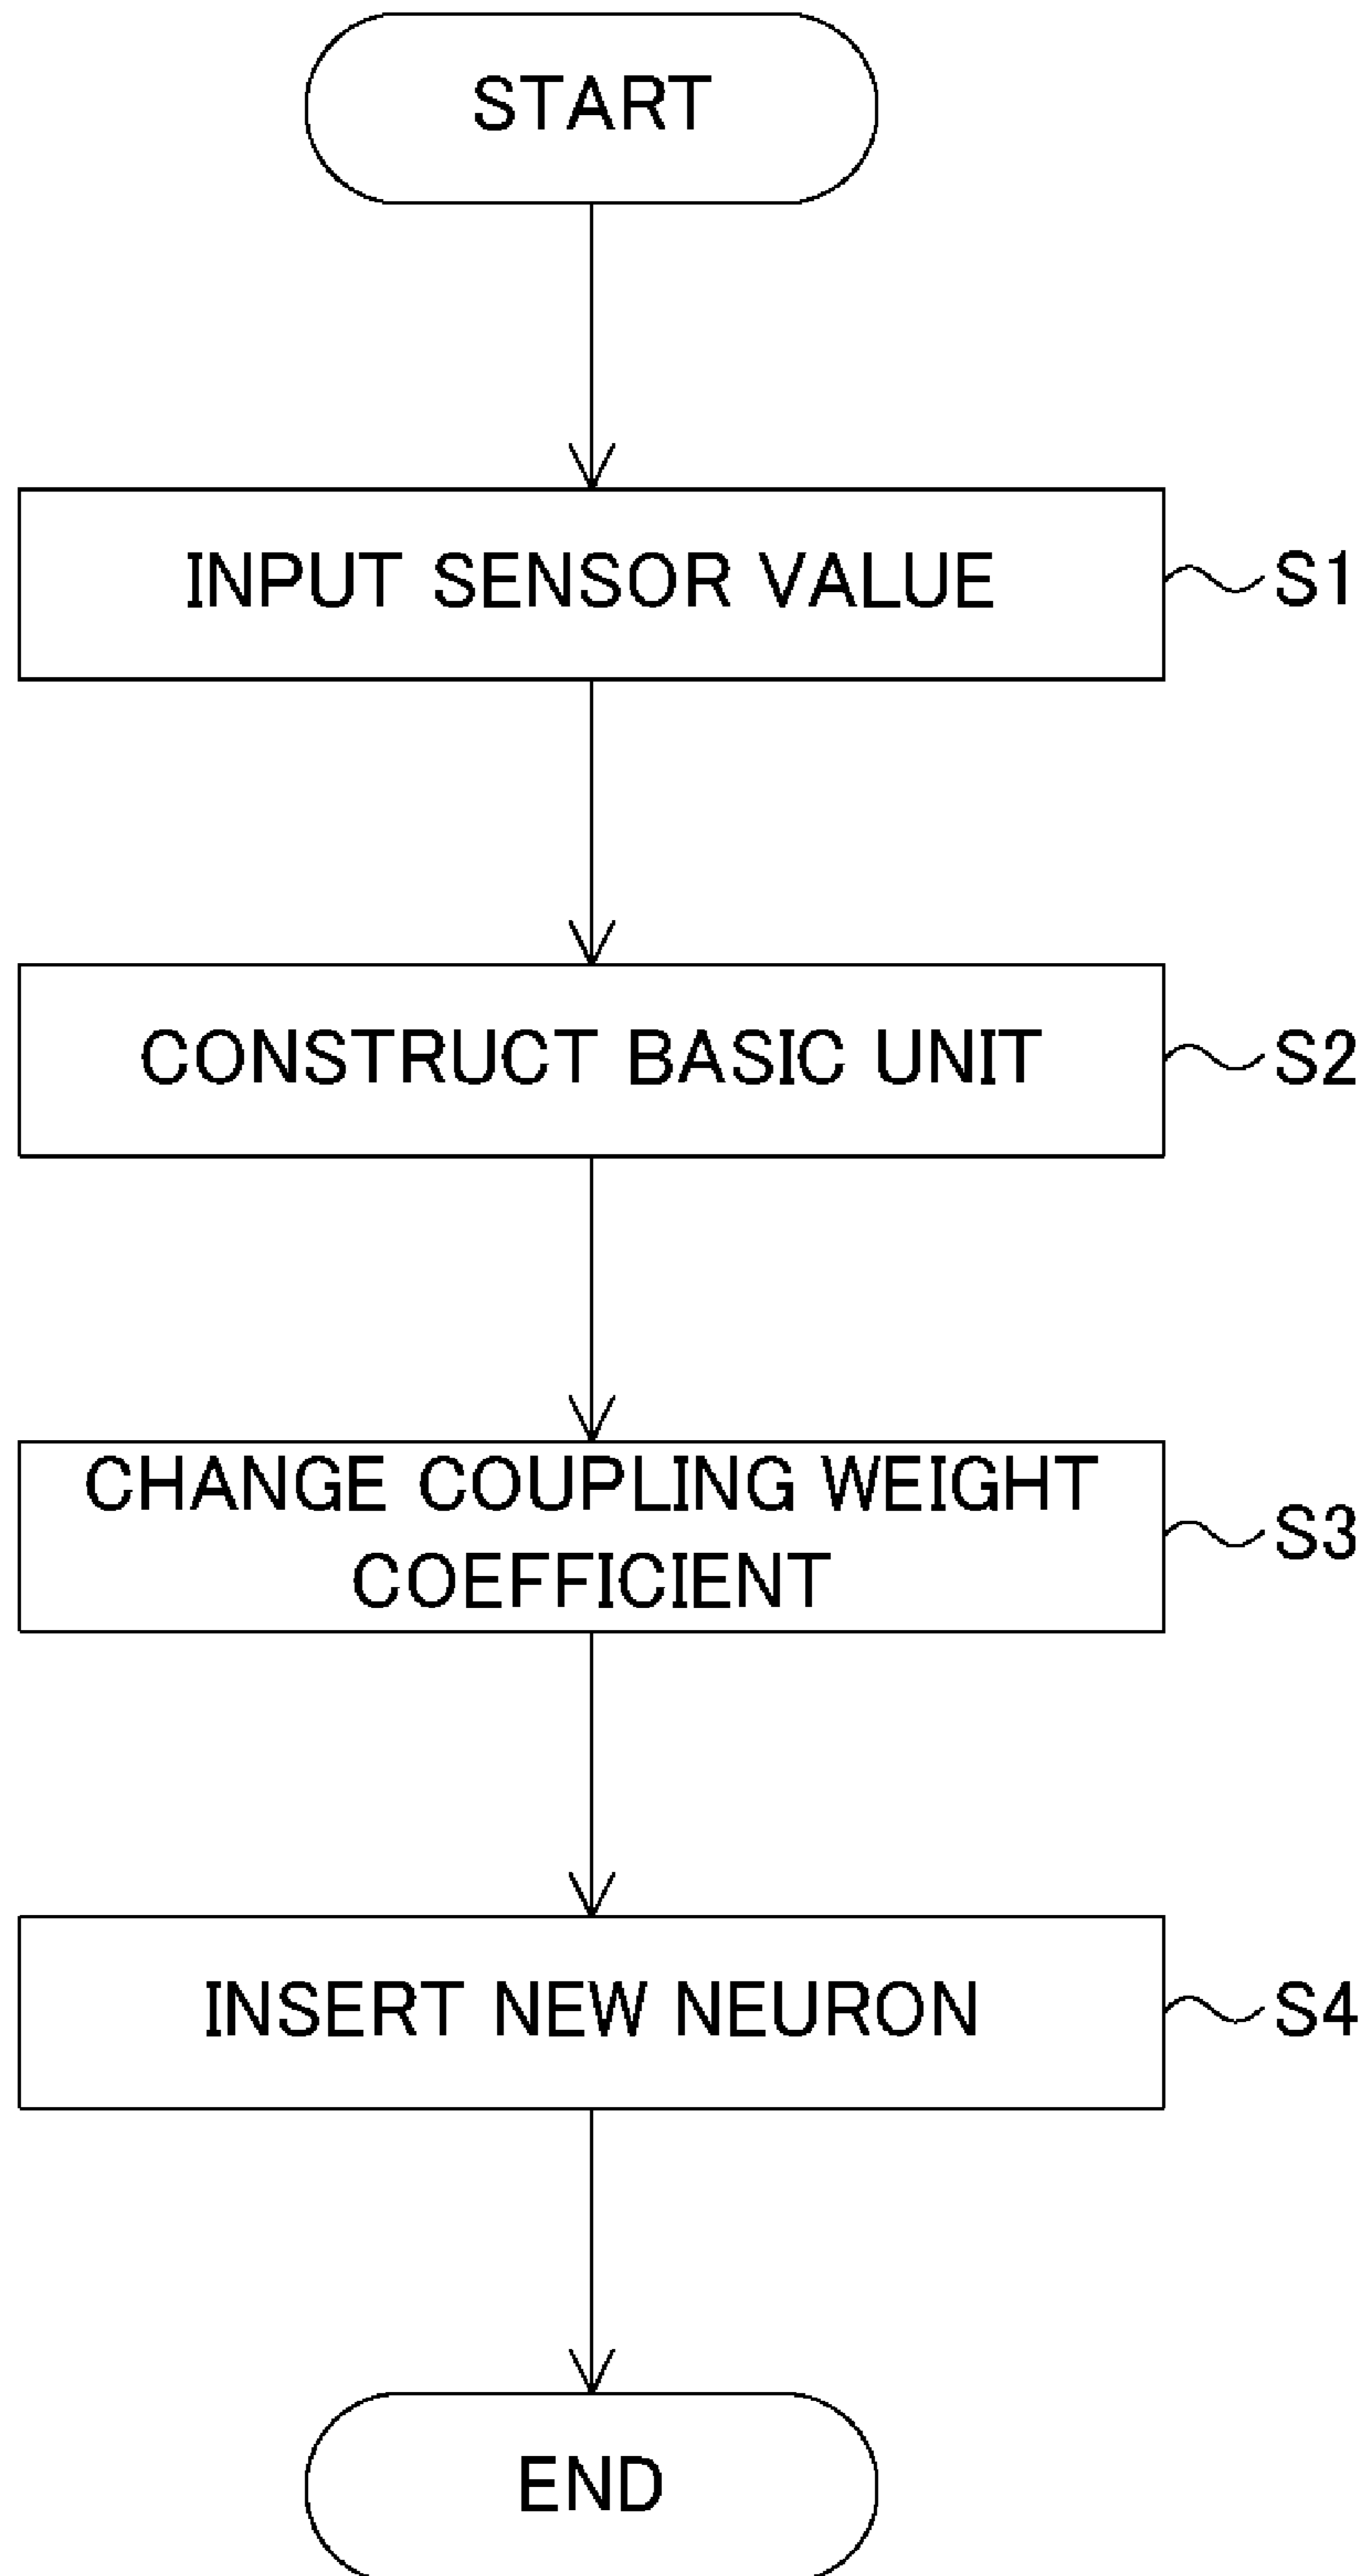 START
INPUT SENSOR VALUE
S1
CONSTRUCT BASIC UNIT
S2
CHANGE COUPLING WEIGHT
COEFFICIENT
S3
INSERT NEW NEURON
S4
END